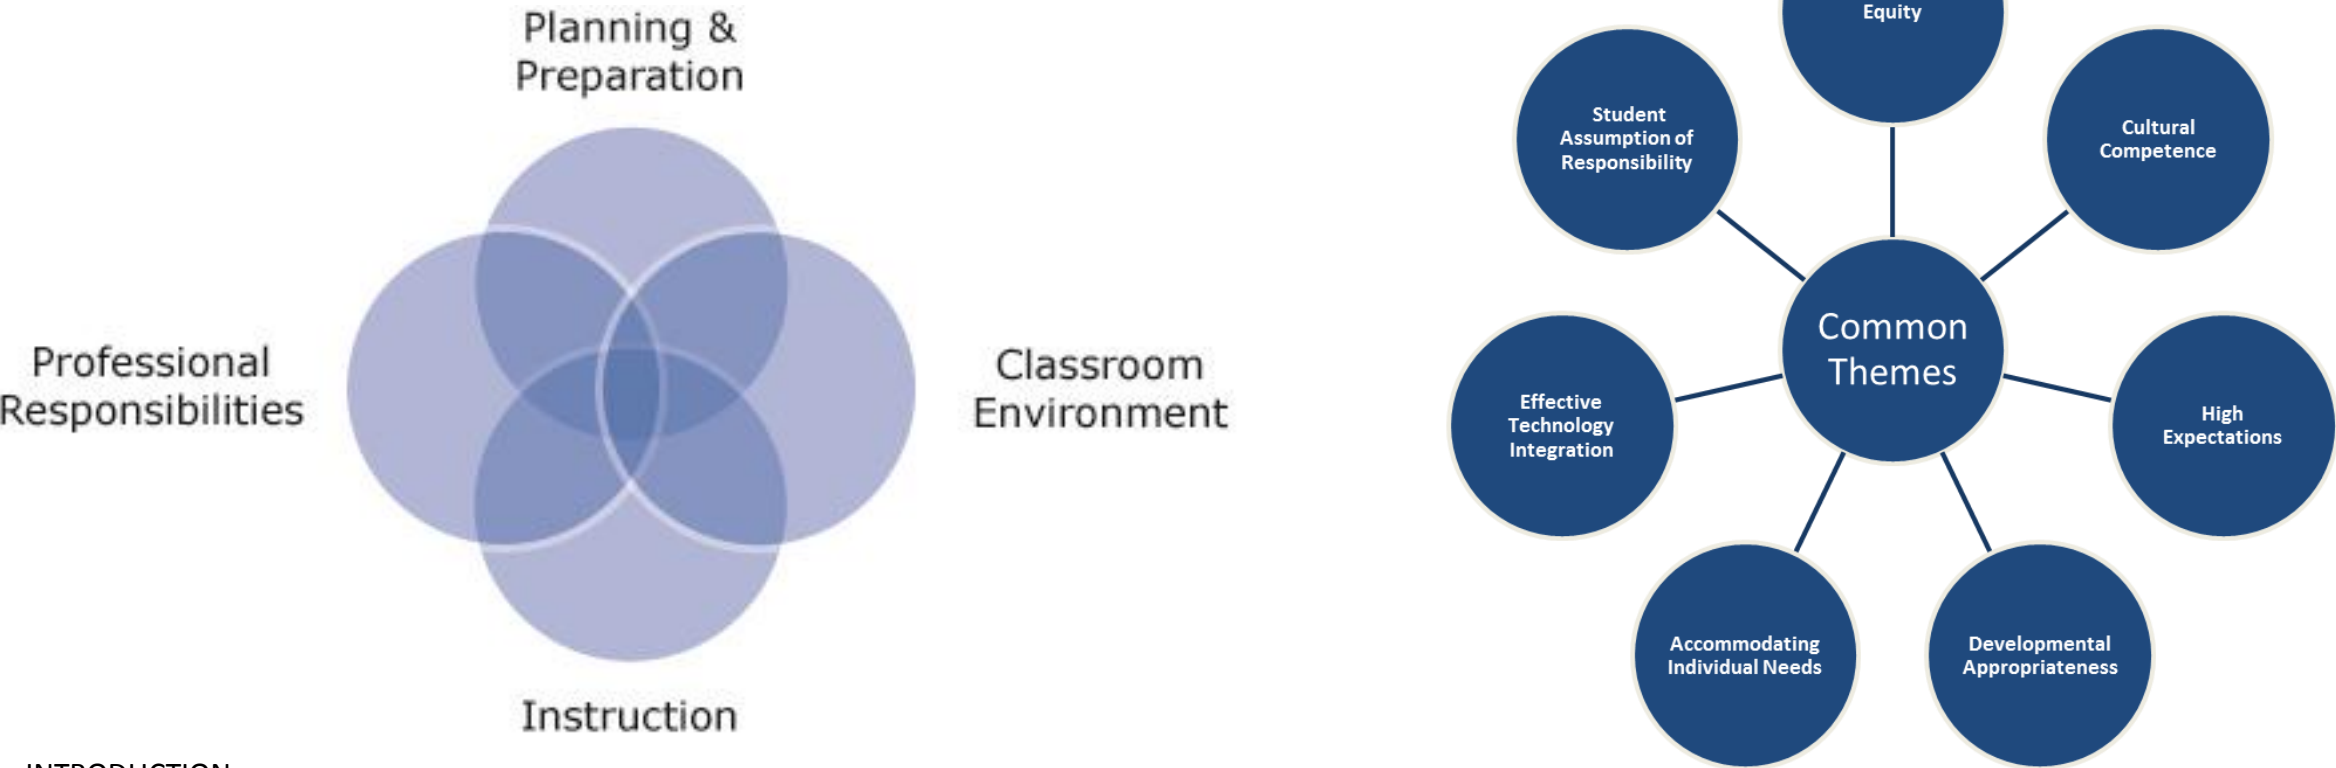 Planning &
Preparation
Professional
Responsibilities
Classroom
Environment
Instruction
INTRODUCTION
Equity
Student
Assumption of
Responsibility
Cultural
Competence
Common
Themes
Effective
Technology
Integration
High
Expectations
Accommodating
Individual Needs
Developmental
Appropriateness